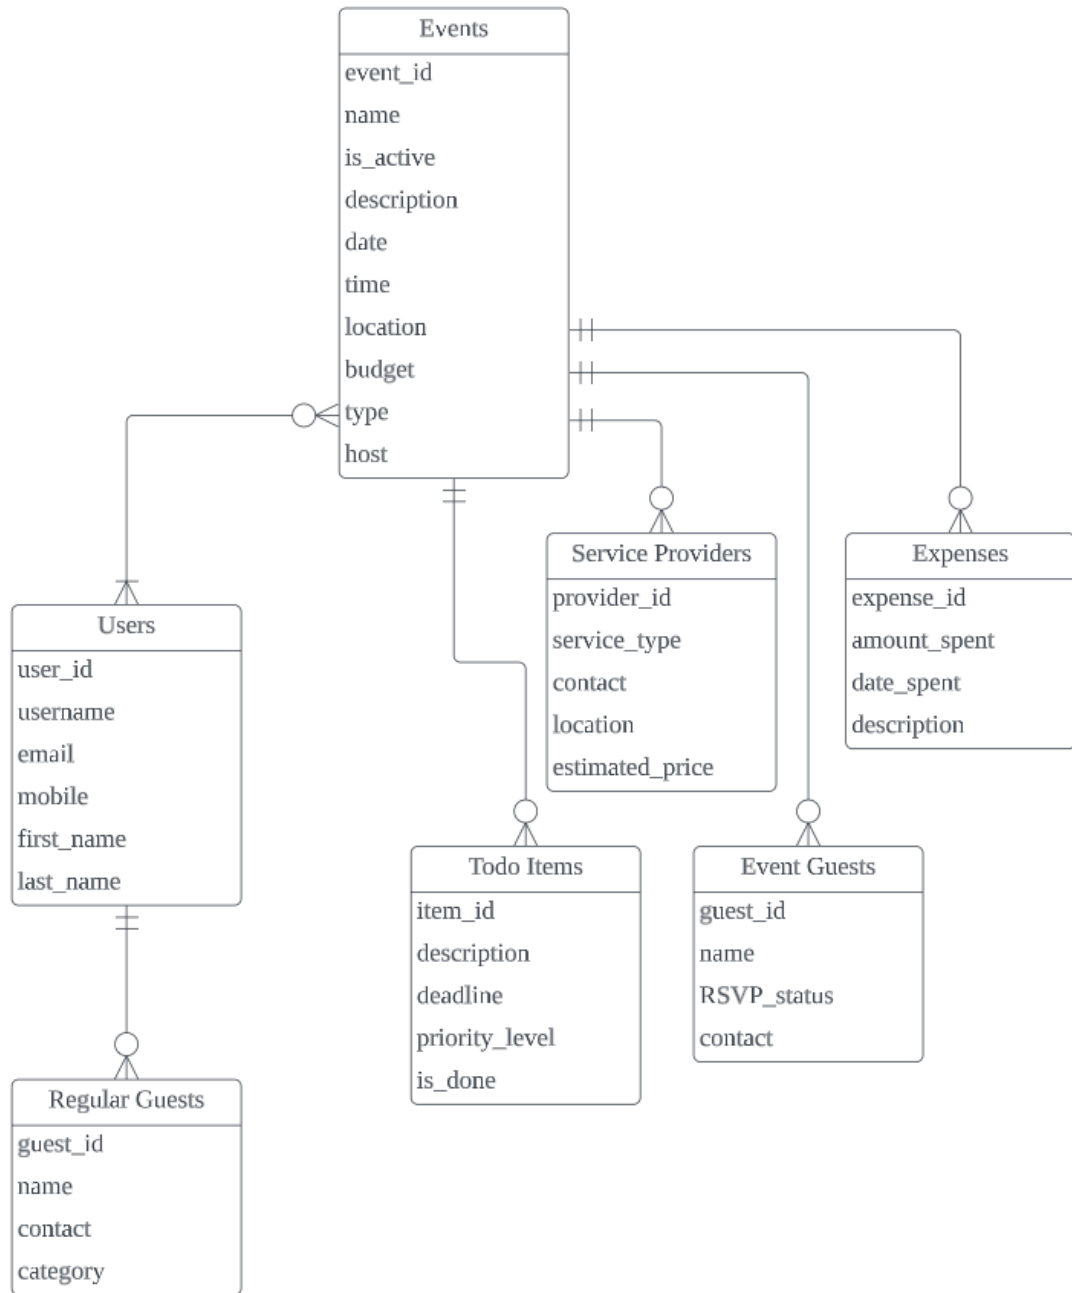 Events
event_id
name
is_active
description
date
time
location
budget
type
host
Service Providers
provider_id
service_type
contact
location
estimated_price
Expenses
expense_id
amount_spent
date_spent
description
Users
user_id
username
email
mobile
first_name
last_name
Todo Items
item_id
description
deadline
priority_level
is_done
Event Guests
guest_id
name
RSVP_status
contact
Regular Guests
guest_id
name
contact
category